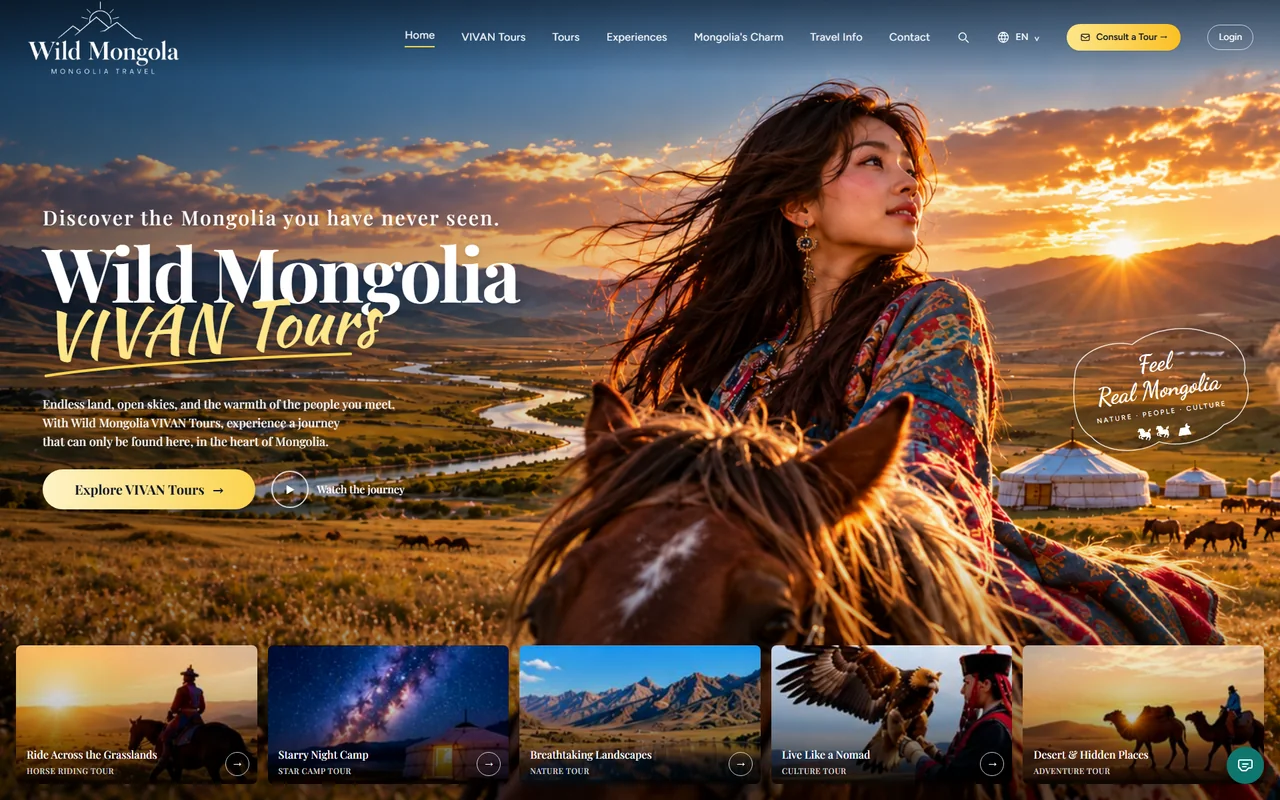 Wild Mongola
MONGOLIA TRAVEL
Home
VIVAN Tours
Tours
Experiences
Mongolia's Charm
Travel Info
Contact
EN
Consult a Tour →
Login
Discover the Mongolia you have never seen.
Wild Mongolia
VIVAN Tours
Endless land, open skies, and the warmth of the people you meet,
With Wild Mongolia VIVAN Tours, experience a journey
that can only be found here, in the heart of Mongolia.
Explore VIVAN Tours →
Watch the journey
Feel
Real Mongolia
NATURE · PEOPLE · CULTURE
Ride Across the Grasslands
HORSE RIDING TOUR
→
Starry Night Camp
STAR CAMP TOUR
→
Breathtaking Landscapes
NATURE TOUR
→
Live Like a Nomad
CULTURE TOUR
→
Desert & Hidden Places
ADVENTURE TOUR